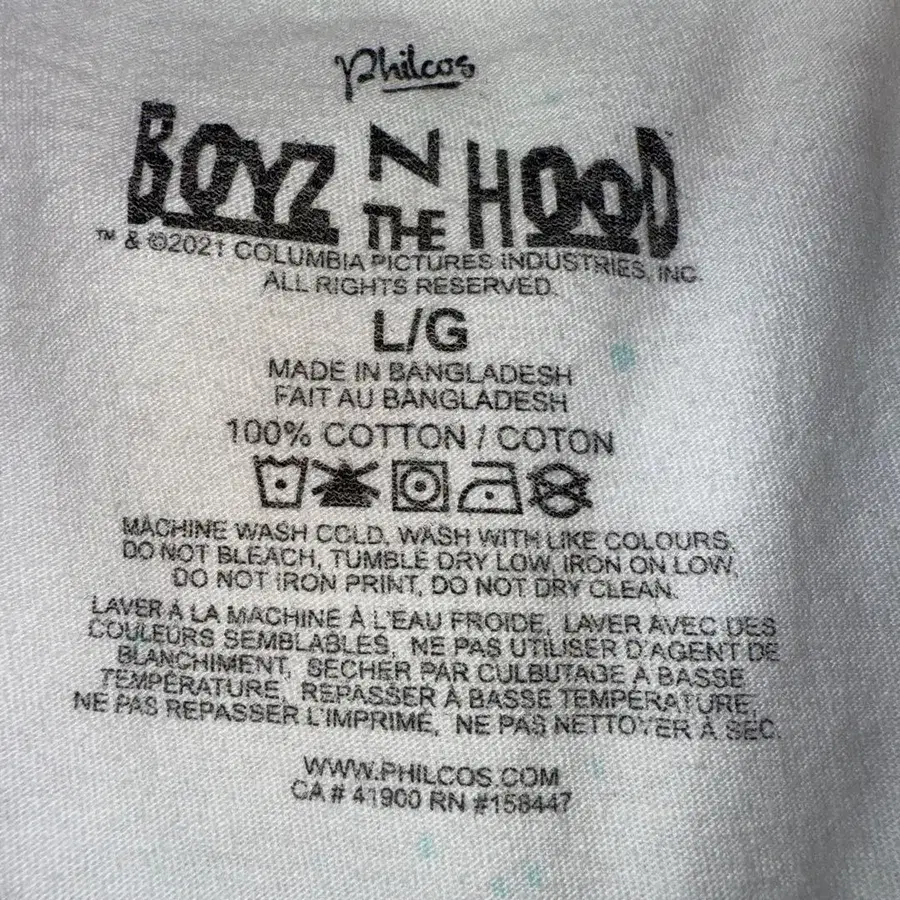 Philcos
BOYZ N THE HOOD
™ & ©2021 COLUMBIA PICTURES INDUSTRIES, INC.
ALL RIGHTS RESERVED.
L/G
MADE IN BANGLADESH
FAIT AU BANGLADESH
100% COTTON / COTON
MACHINE WASH COLD, WASH WITH LIKE COLOURS,
DO NOT BLEACH, TUMBLE DRY LOW, IRON ON LOW,
DO NOT IRON PRINT, DO NOT DRY CLEAN.
LAVER À LA MACHINE À L'EAU FROIDE, LAVER AVEC DES
COULEURS SEMBLABLES, NE PAS UTILISER D'AGENT DE
BLANCHIMENT, SÉCHER PAR CULBUTAGE À BASSE
TEMPÉRATURE, REPASSER À BASSE TEMPÉRATURE,
NE PAS REPASSER L'IMPRIMÉ, NE PAS NETTOYER À SEC.
WWW.PHILCOS.COM
CA # 41900 RN #158447